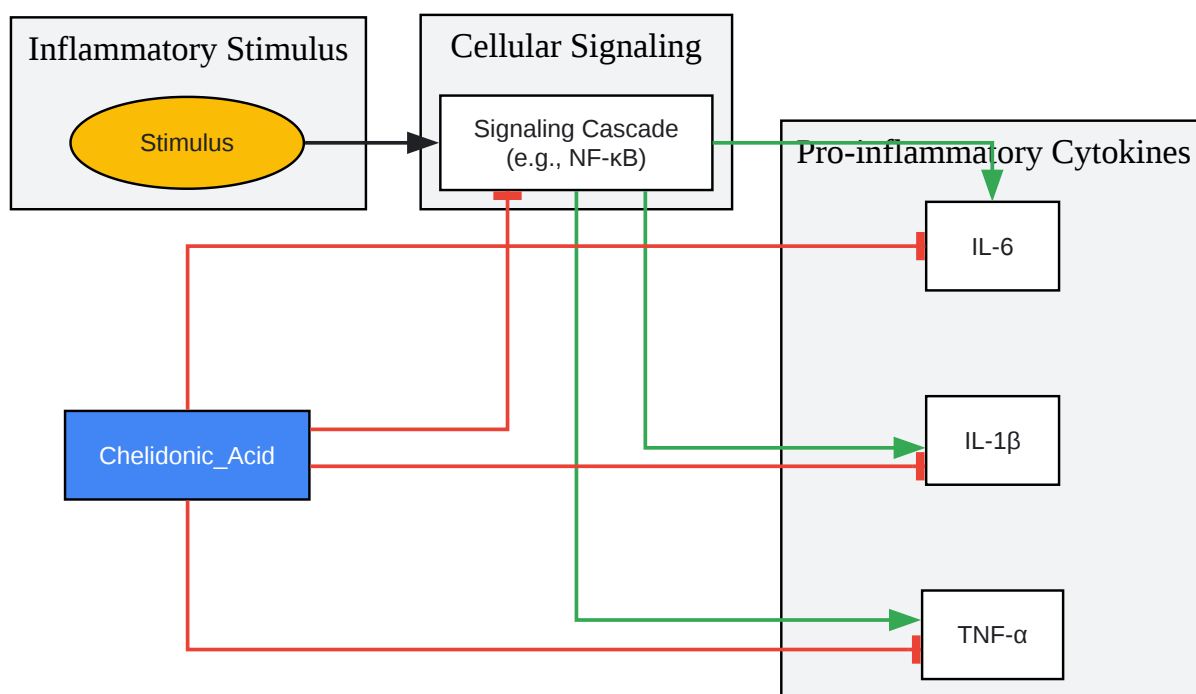 Inflammatory Stimulus
Stimulus
Cellular Signaling
Signaling Cascade
(e.g., NF-κB)
Pro-inflammatory Cytokines
IL-6
Chelidonic_Acid
IL-1β
TNF-α